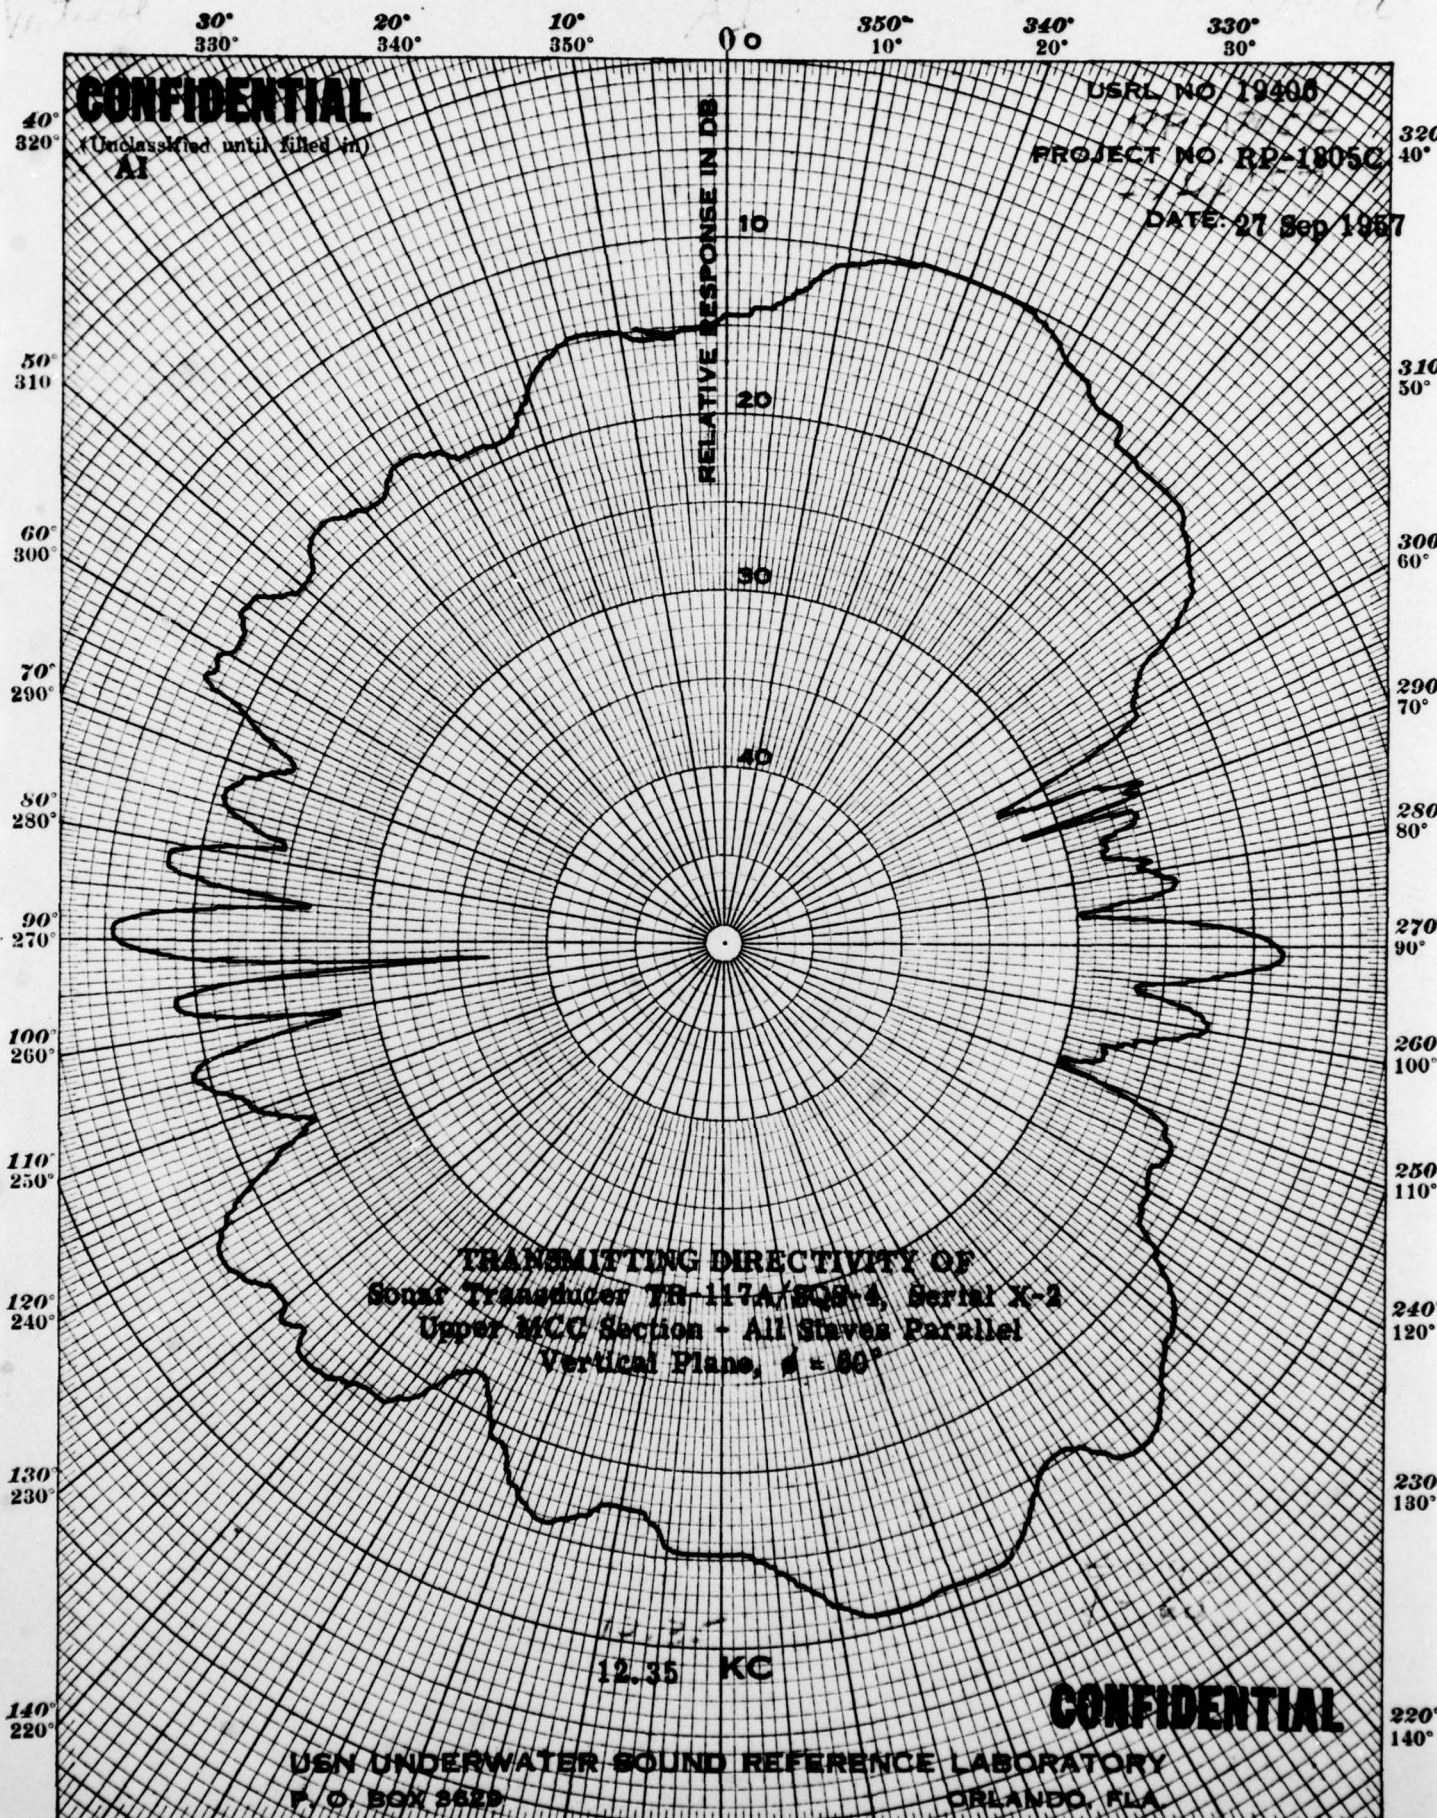 30° 20° 10° 0 350° 340° 330°
330° 340° 350° 10° 20° 30°
CONFIDENTIAL
(Unclassified until filled in)
AI
USRL NO. 19406
PROJECT NO. RP-1805C
DATE: 27 Sep 1957
RELATIVE RESPONSE IN DB
0
10
20
30
40
40°
320°
50°
310
60°
300°
70°
290°
80°
280°
90°
270°
100°
260°
110°
250°
120°
240°
130°
230°
140°
220°
320
40°
310
50°
300
60°
290
70°
280
80°
270
90°
260
100°
250
110°
240
120°
230
130°
220°
140°
TRANSMITTING DIRECTIVITY OF
Sonar Transducer TR-117A/SQS-4, Serial X-2
Upper MCC Section - All Staves Parallel
Vertical Plane, ϕ = 60°
12.35 KC
CONFIDENTIAL
USN UNDERWATER SOUND REFERENCE LABORATORY
P. O. BOX 3629 ORLANDO, FLA.